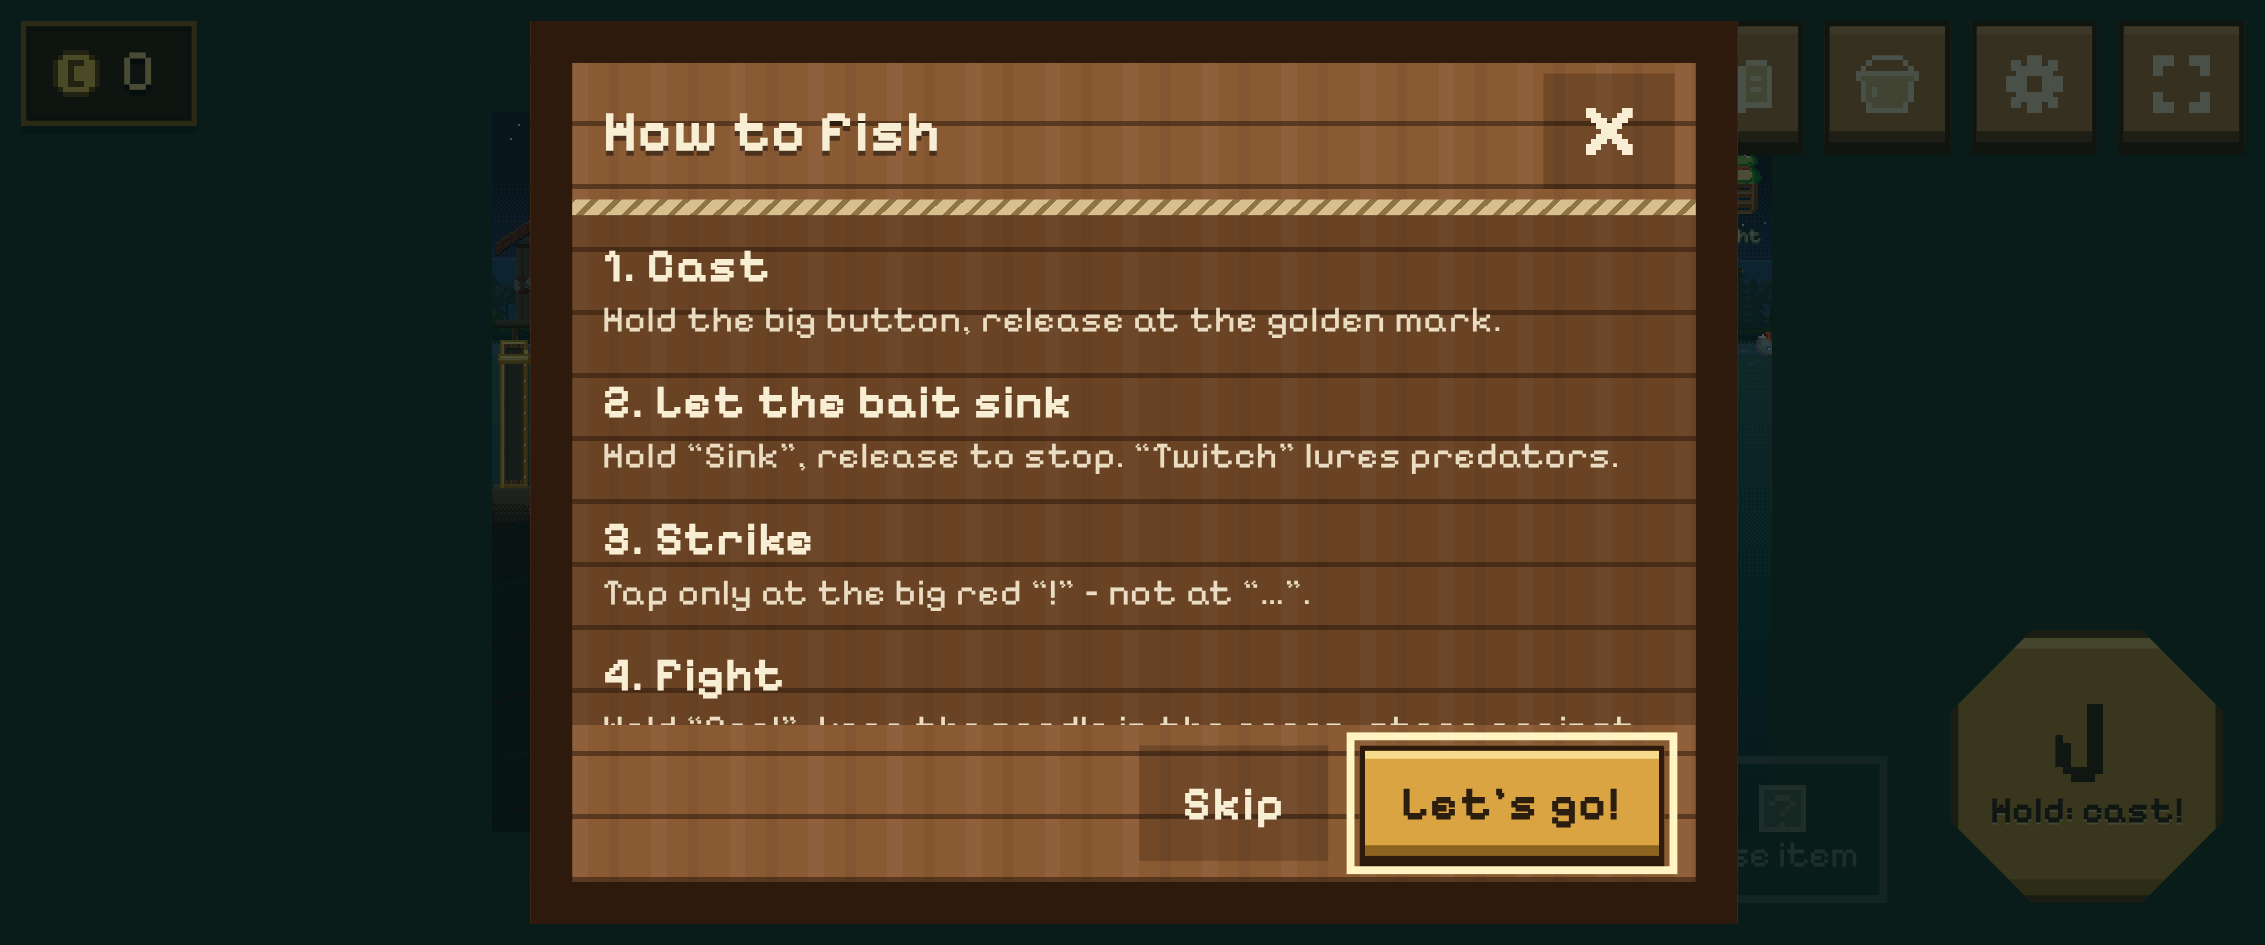 0
How to fish
1. Cast
Hold the big button, release at the golden mark.
2. Let the bait sink
Hold “Sink”, release to stop. “Twitch” lures predators.
3. Strike
Tap only at the big red “!” - not at “...”.
4. Fight
Skip
Let's go!
Hold: cast!
item